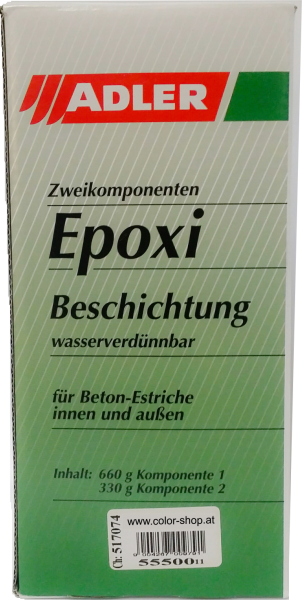 ADLER
Zweikomponenten
Epoxi
Beschichtung
wasserverdünnbar
für Beton-Estriche
innen und außen
Inhalt: 660 g Komponente 1
330 g Komponente 2
Ch: 517074
www.color-shop.at
5550011